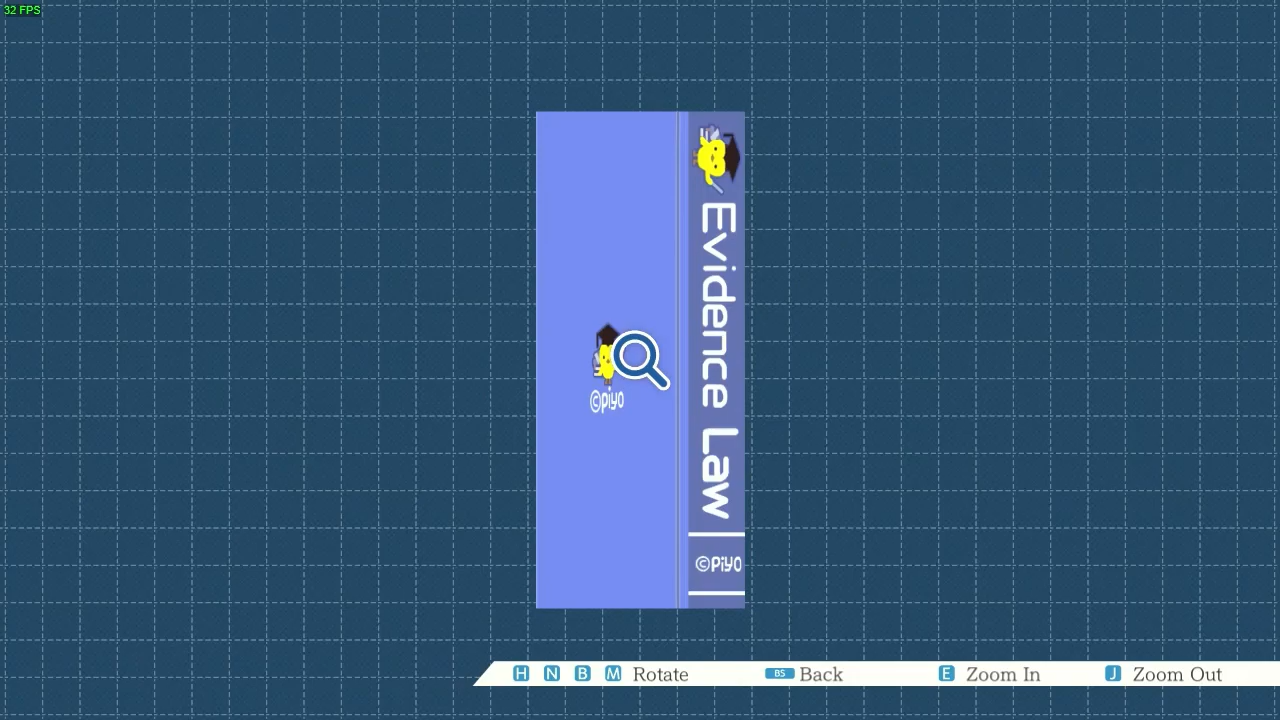 32 FPS
Evidence Law
©PiYO
©piyo
H N B M Rotate BS Back E Zoom In J Zoom Out